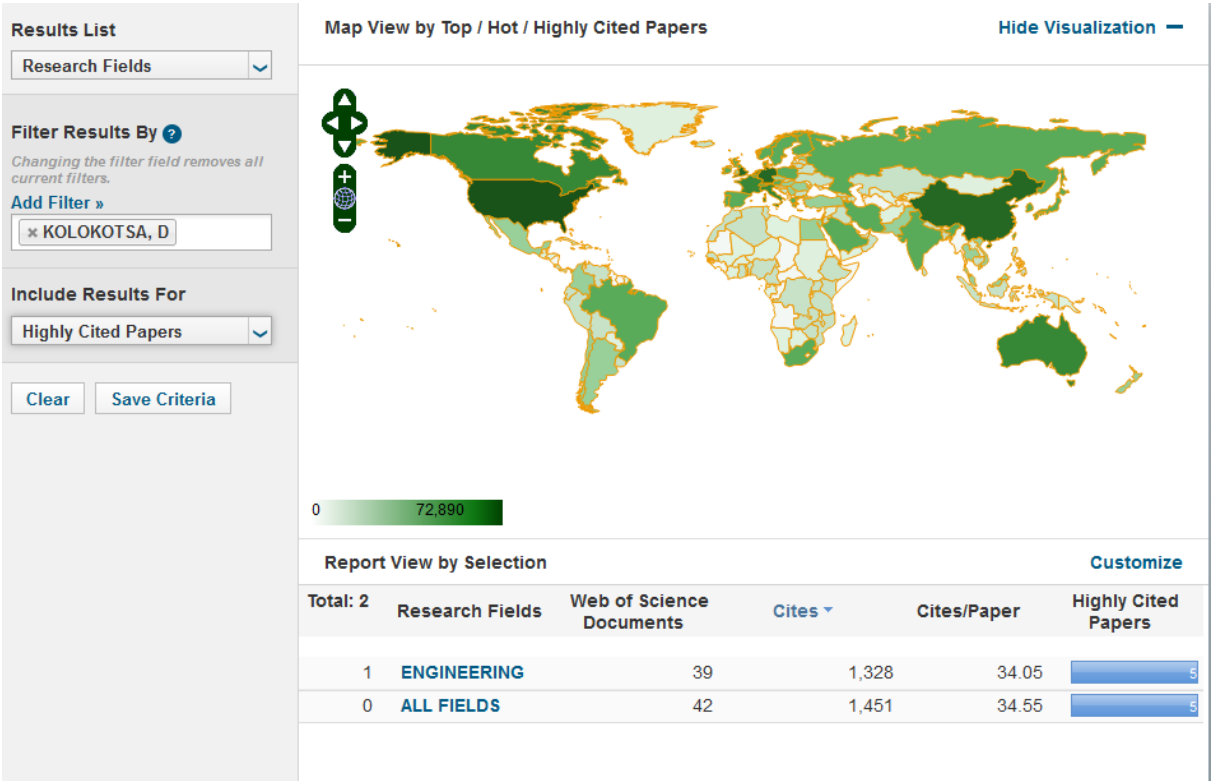 Results List
Research Fields
Filter Results By ?
Changing the filter field removes all
current filters.
Add Filter »
× KOLOKOTSA, D
Include Results For
Highly Cited Papers
Clear Save Criteria
Map View by Top / Hot / Highly Cited Papers Hide Visualization −
0 72,890
Report View by Selection Customize
Total: 2 Research Fields Web of Science Documents Cites Cites/Paper Highly Cited Papers
1 ENGINEERING 39 1,328 34.05 5
0 ALL FIELDS 42 1,451 34.55 5